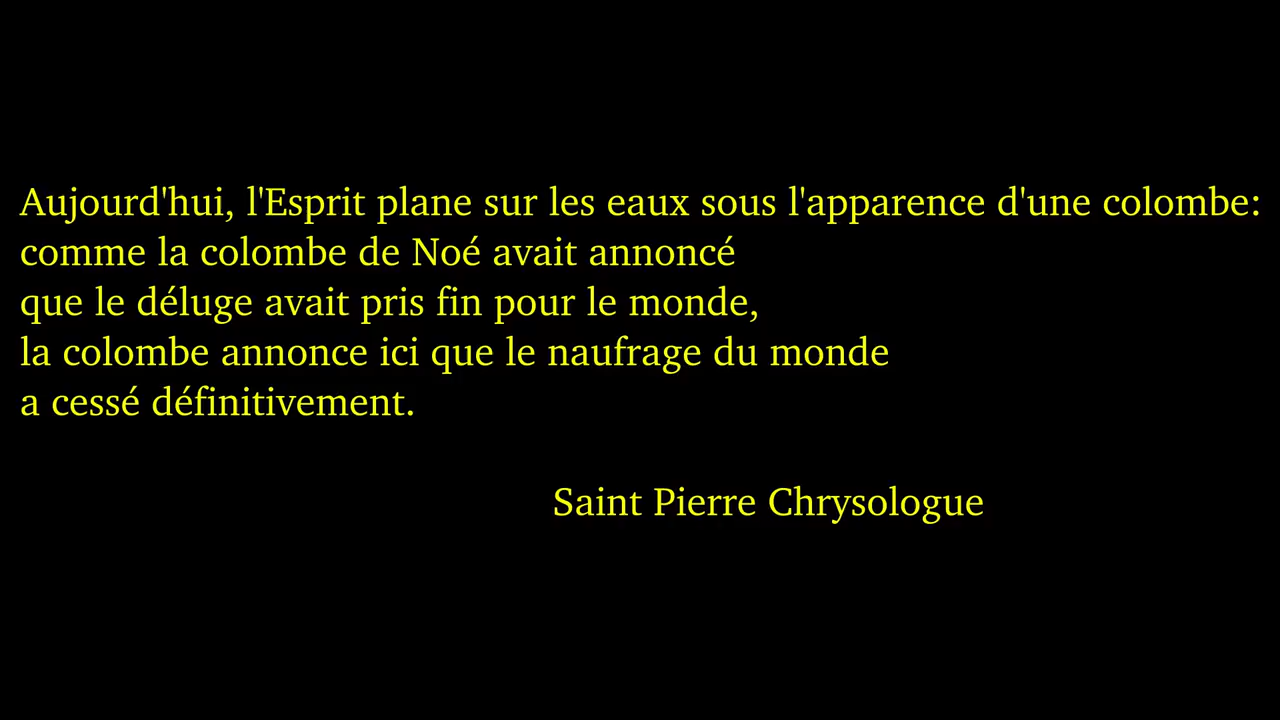 Aujourd'hui, l'Esprit plane sur les eaux sous l'apparence d'une colombe:
comme la colombe de Noé avait annoncé
que le déluge avait pris fin pour le monde,
la colombe annonce ici que le naufrage du monde
a cessé définitivement.
Saint Pierre Chrysologue